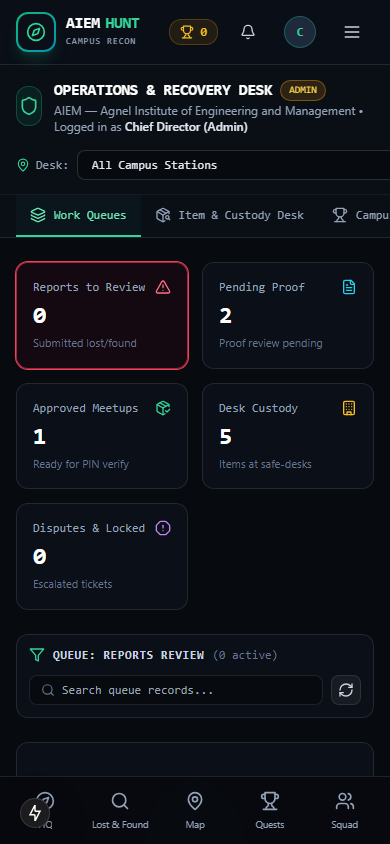 AIEM HUNT
CAMPUS RECON
0
C
OPERATIONS & RECOVERY DESK ADMIN
AIEM — Agnel Institute of Engineering and Management •
Logged in as Chief Director (Admin)
Desk: All Campus Stations
Work Queues Item & Custody Desk Campu
Reports to Review
0
Submitted lost/found
Pending Proof
2
Proof review pending
Approved Meetups
1
Ready for PIN verify
Desk Custody
5
Items at safe-desks
Disputes & Locked
0
Escalated tickets
QUEUE: REPORTS REVIEW (0 active)
Search queue records...
Lost & Found Map Quests Squad